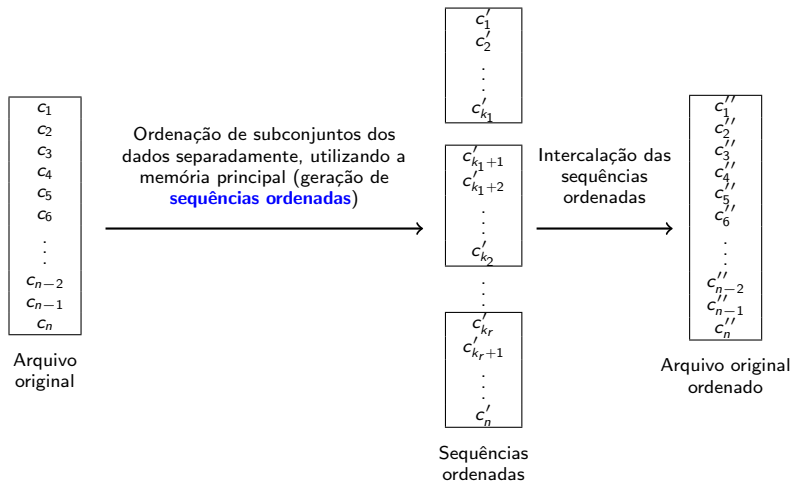 c₁
c₂
c₃
c₄
c₅
c₆
.
.
.
cₙ₋₂
cₙ₋₁
cₙ
Arquivo
original
Ordenação de subconjuntos dos
dados separadamente, utilizando a
memória principal (geração de
sequências ordenadas)
c′₁
c′₂
.
.
.
c′ₖ₁
c′ₖ₁₊₁
c′ₖ₁₊₂
.
.
.
c′ₖ₂
.
.
.
c′ₖᵣ
c′ₖᵣ₊₁
.
.
.
c′ₙ
Sequências
ordenadas
Intercalação das
sequências
ordenadas
c′′₁
c′′₂
c′′₃
c′′₄
c′′₅
c′′₆
.
.
.
c′′ₙ₋₂
c′′ₙ₋₁
c′′ₙ
Arquivo original
ordenado